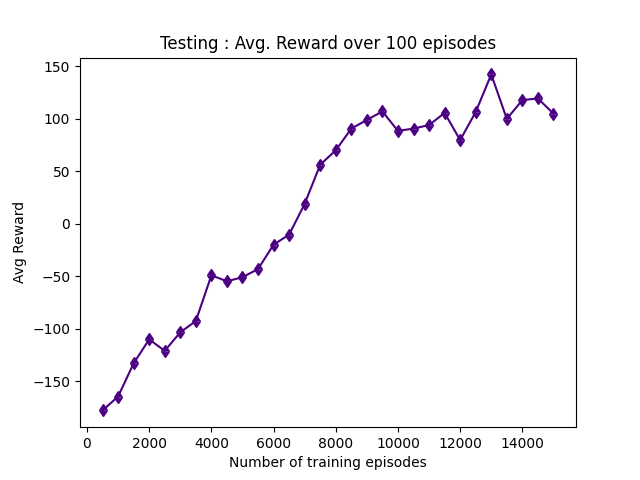 Testing : Avg. Reward over 100 episodes
150
100
50
0
−50
−100
−150
Avg Reward
0 2000 4000 6000 8000 10000 12000 14000
Number of training episodes